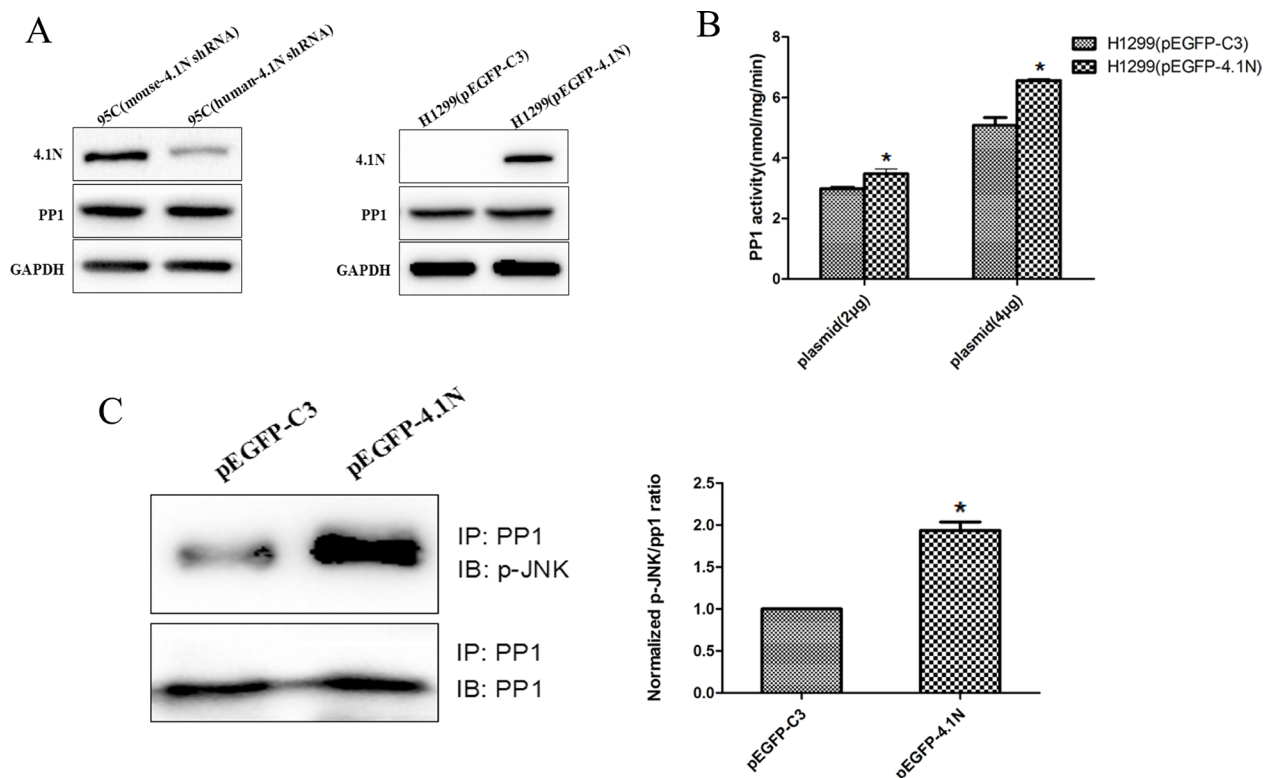 A
95C(mouse-4.1N shRNA)
95C(human-4.1N shRNA)
4.1N
PP1
GAPDH
H1299(pEGFP-C3)
H1299(pEGFP-4.1N)
4.1N
PP1
GAPDH
B
PP1 activity(nmol/mg/min)
8
6
4
2
0
*
*
plasmid(2μg)
plasmid(4μg)
H1299(pEGFP-C3)
H1299(pEGFP-4.1N)
C
pEGFP-C3
pEGFP-4.1N
IP: PP1
IB: p-JNK
IP: PP1
IB: PP1
Normalized p-JNK/pp1 ratio
2.5
2.0
1.5
1.0
0.5
0.0
*
pEGFP-C3
pEGFP-4.1N